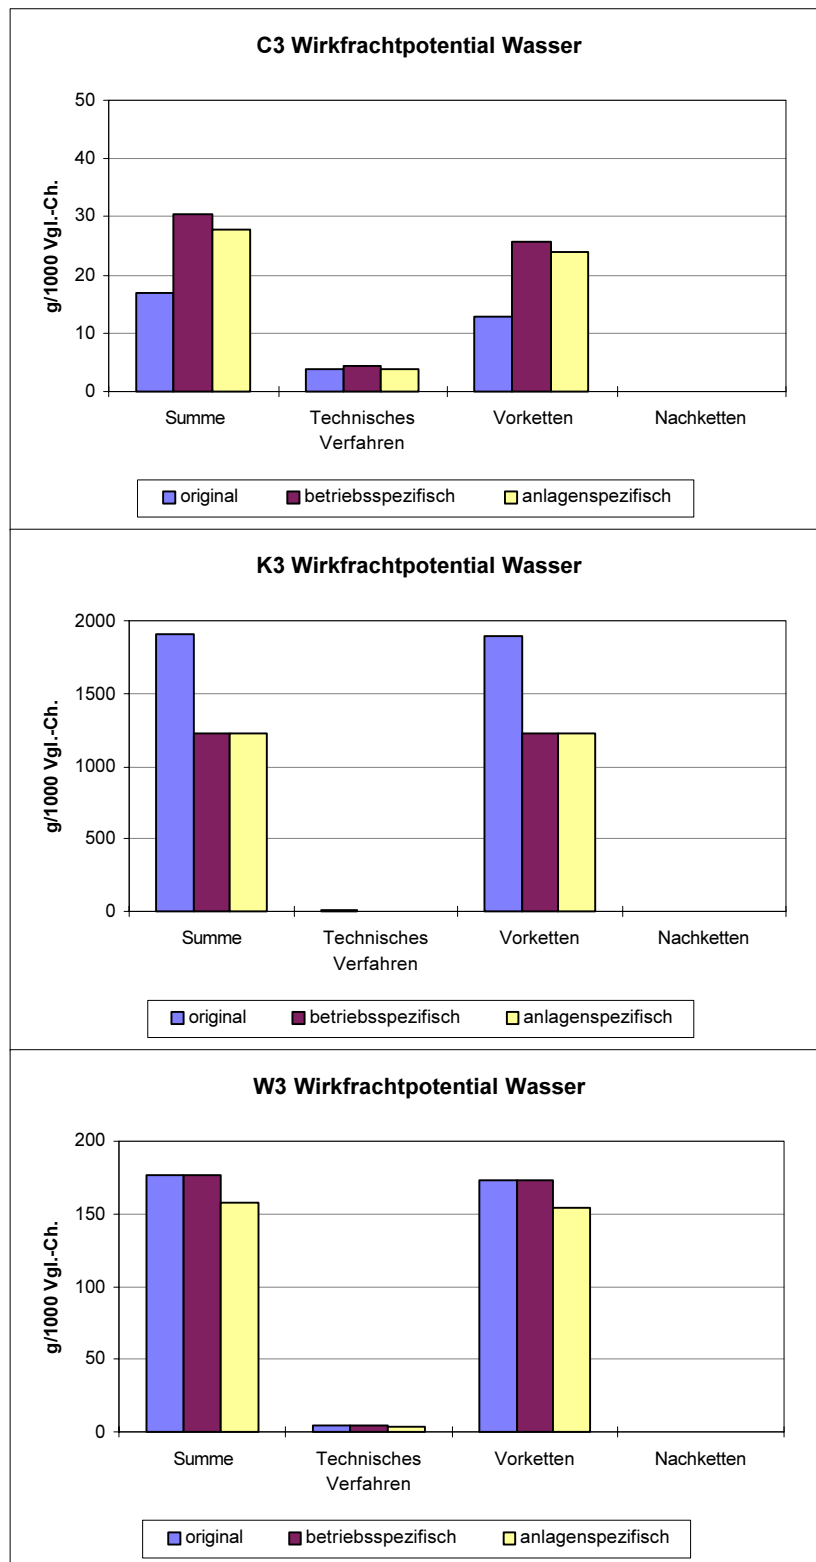 C3 Wirkfrachtpotential Wasser
50
40
30
20
10
0
g/1000 Vgl.-Ch.
Summe
Technisches
Verfahren
Vorketten
Nachketten
original
betriebsspezifisch
anlagenspezifisch
K3 Wirkfrachtpotential Wasser
2000
1500
1000
500
0
g/1000 Vgl.-Ch.
Summe
Technisches
Verfahren
Vorketten
Nachketten
original
betriebsspezifisch
anlagenspezifisch
W3 Wirkfrachtpotential Wasser
200
150
100
50
0
g/1000 Vgl.-Ch.
Summe
Technisches
Verfahren
Vorketten
Nachketten
original
betriebsspezifisch
anlagenspezifisch